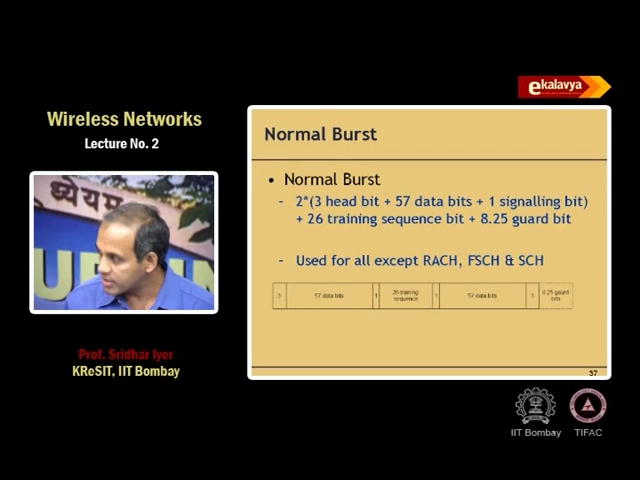 ekalavya
Wireless Networks
Lecture No. 2
ध्येयम
Prof. Sridhar Iyer
KReSIT, IIT Bombay
Normal Burst
• Normal Burst
- 2*(3 head bit + 57 data bits + 1 signalling bit)
+ 26 training sequence bit + 8.25 guard bit
- Used for all except RACH, FSCH & SCH
3 57 data bits 1 26 training sequence 1 57 data bits 3 8.25 guard bits
37
IIT Bombay TIFAC